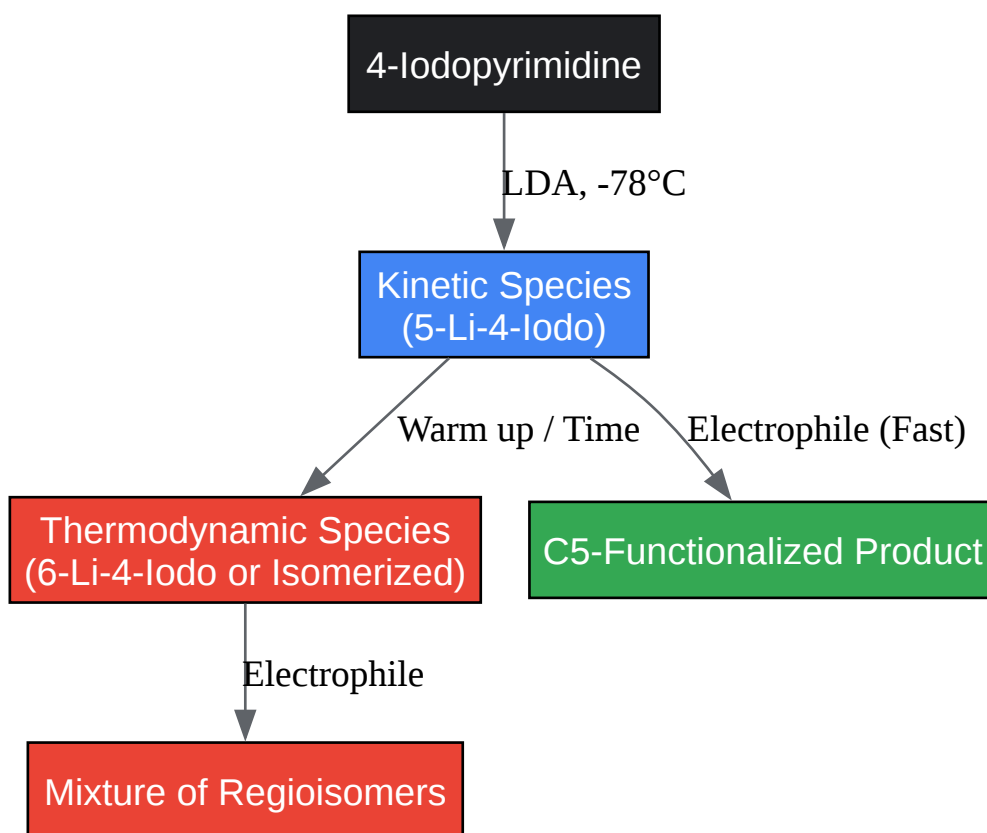 4-Iodopyrimidine
LDA, -78°C
Kinetic Species
(5-Li-4-Iodo)
Warm up / Time
Electrophile (Fast)
Thermodynamic Species
(6-Li-4-Iodo or Isomerized)
C5-Functionalized Product
Electrophile
Mixture of Regioisomers